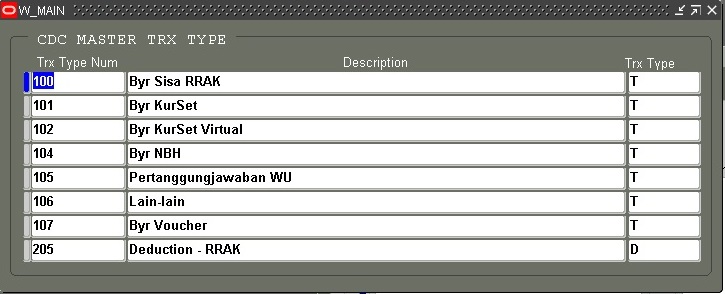 W_MAIN
CDC MASTER TRX TYPE
Trx Type Num Description Trx Type
100 Byr Sisa RRAK T
101 Byr KurSet T
102 Byr KurSet Virtual T
104 Byr NBH T
105 Pertanggungjawaban WU T
106 Lain-lain T
107 Byr Voucher T
205 Deduction - RRAK D